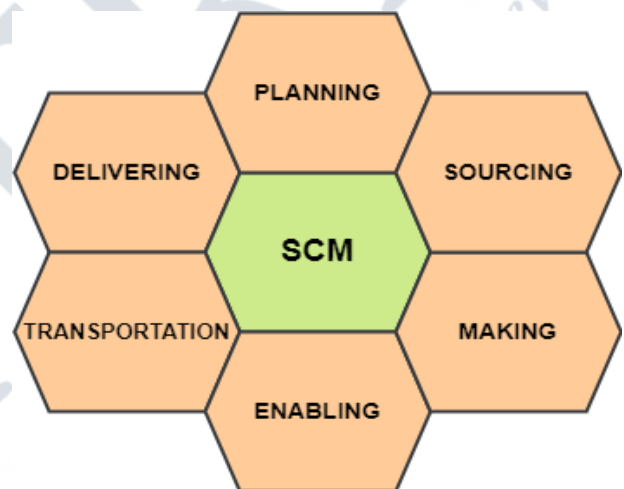 PLANNING
DELIVERING
SOURCING
SCM
TRANSPORTATION
MAKING
ENABLING